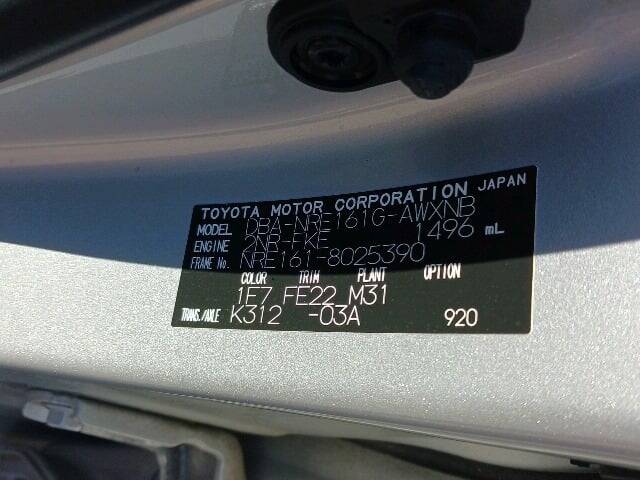 TOYOTA MOTOR CORPORATION JAPAN
MODEL DBA-NRE161G-AWXNB
ENGINE 2NR-FKE 1496 mL
FRAME No. NRE161-8025390
COLOR TRIM PLANT OPTION
1E7 FE22 M31
TRANS./AXLE K312 -03A 920